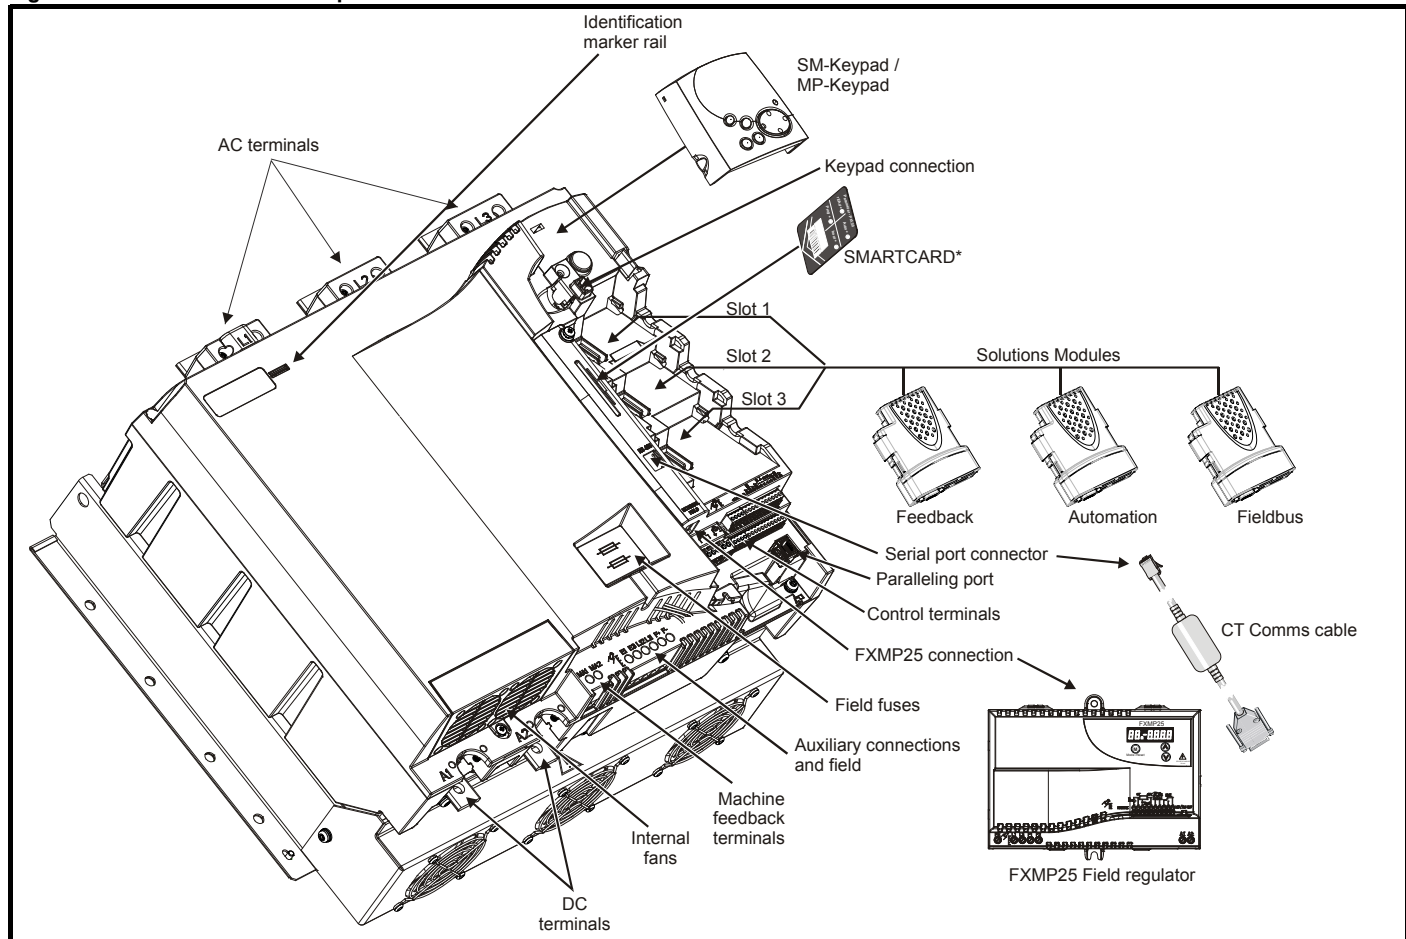 Identification
marker rail
SM-Keypad /
MP-Keypad
AC terminals
Keypad connection
L3
SMARTCARD*
L2
Slot 1
L1
Slot 2
Solutions Modules
Slot 3
Feedback
Automation
Fieldbus
Serial port connector
Paralleling port
Control terminals
CT Comms cable
FXMP25 connection
Field fuses
FXMP25
Auxiliary connections
and field
A1
A2
Machine
feedback
terminals
Internal
fans
FXMP25 Field regulator
DC
terminals